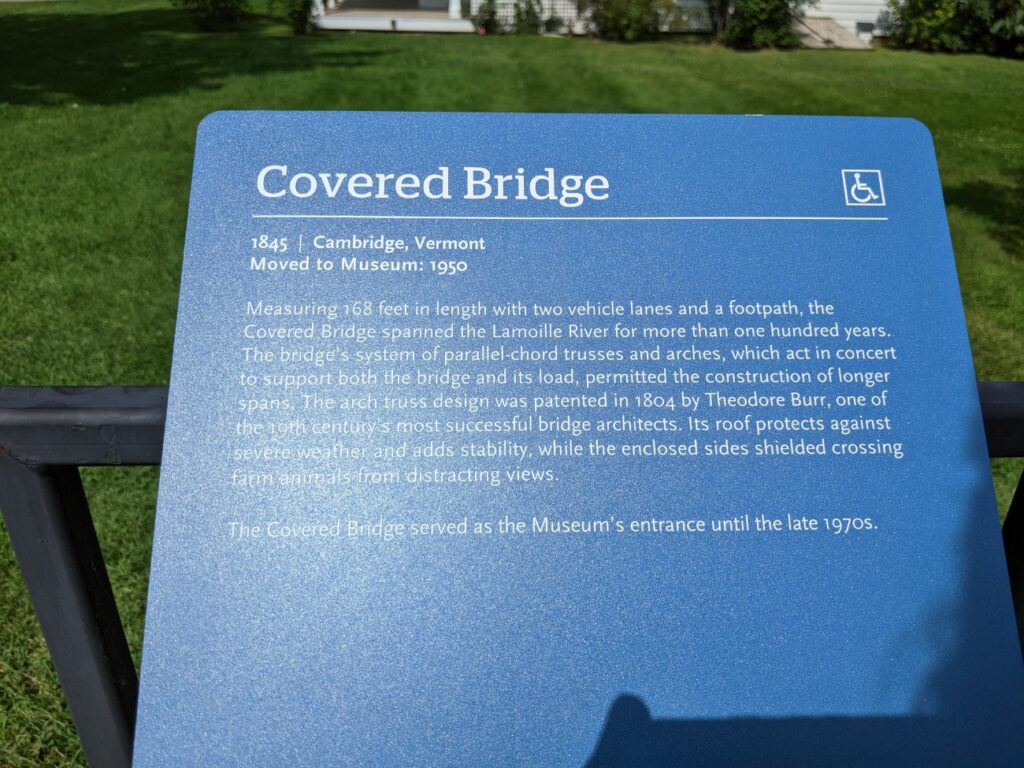 Covered Bridge
1845 | Cambridge, Vermont
Moved to Museum: 1950
Measuring 168 feet in length with two vehicle lanes and a footpath, the
Covered Bridge spanned the Lamoille River for more than one hundred years.
The bridge's system of parallel-chord trusses and arches, which act in concert
to support both the bridge and its load, permitted the construction of longer
spans. The arch truss design was patented in 1804 by Theodore Burr, one of
the 19th century's most successful bridge architects. Its roof protects against
severe weather and adds stability, while the enclosed sides shielded crossing
farm animals from distracting views.
The Covered Bridge served as the Museum's entrance until the late 1970s.